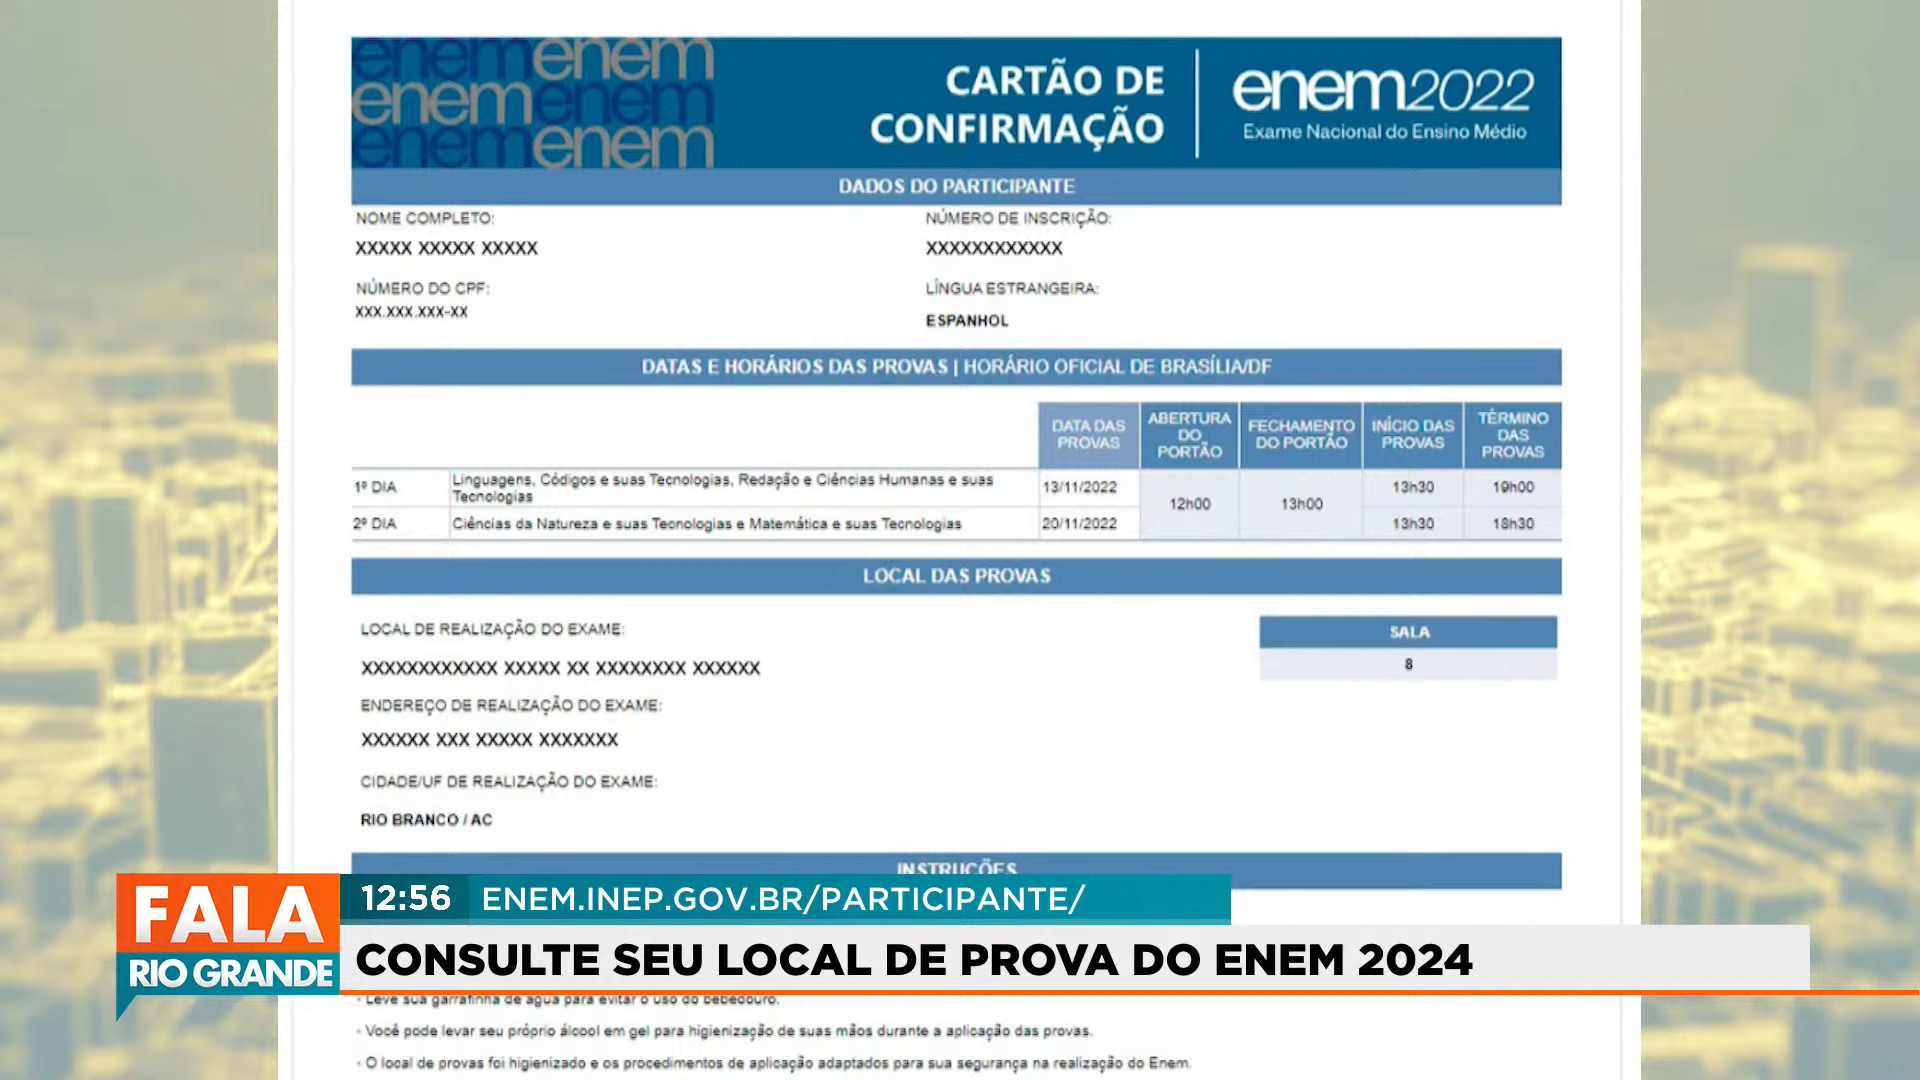 enemenem
enemenem
enemenem
CARTÃO DE
CONFIRMAÇÃO
enem2022
Exame Nacional do Ensino Médio
DADOS DO PARTICIPANTE
NOME COMPLETO:
NÚMERO DE INSCRIÇÃO:
XXXXX XXXXX XXXXX
XXXXXXXXXXXX
NÚMERO DO CPF:
LÍNGUA ESTRANGEIRA:
XXX.XXX.XXX-XX
ESPANHOL
DATAS E HORÁRIOS DAS PROVAS | HORÁRIO OFICIAL DE BRASÍLIA/DF
DATA DAS
PROVAS
ABERTURA
DO
PORTÃO
FECHAMENTO
DO PORTÃO
INÍCIO DAS
PROVAS
TÉRMINO
DAS
PROVAS
1º DIA
Linguagens, Códigos e suas Tecnologias, Redação e Ciências Humanas e suas
Tecnologias
13/11/2022
12h00
13h00
13h30
19h00
2º DIA
Ciências da Natureza e suas Tecnologias e Matemática e suas Tecnologias
20/11/2022
13h30
18h30
LOCAL DAS PROVAS
LOCAL DE REALIZAÇÃO DO EXAME:
SALA
XXXXXXXXXXXX XXXXX XX XXXXXXXX XXXXXX
8
ENDEREÇO DE REALIZAÇÃO DO EXAME:
XXXXXX XXX XXXXX XXXXXXX
CIDADE/UF DE REALIZAÇÃO DO EXAME:
RIO BRANCO / AC
INSTRUÇÕES
FALA
RIO GRANDE
12:56 ENEM.INEP.GOV.BR/PARTICIPANTE/
CONSULTE SEU LOCAL DE PROVA DO ENEM 2024
- Leve sua garrafinha de água para evitar o uso do bebedouro.
- Você pode levar seu próprio álcool em gel para higienização de suas mãos durante a aplicação das provas.
- O local de provas foi higienizado e os procedimentos de aplicação adaptados para sua segurança na realização do Enem.